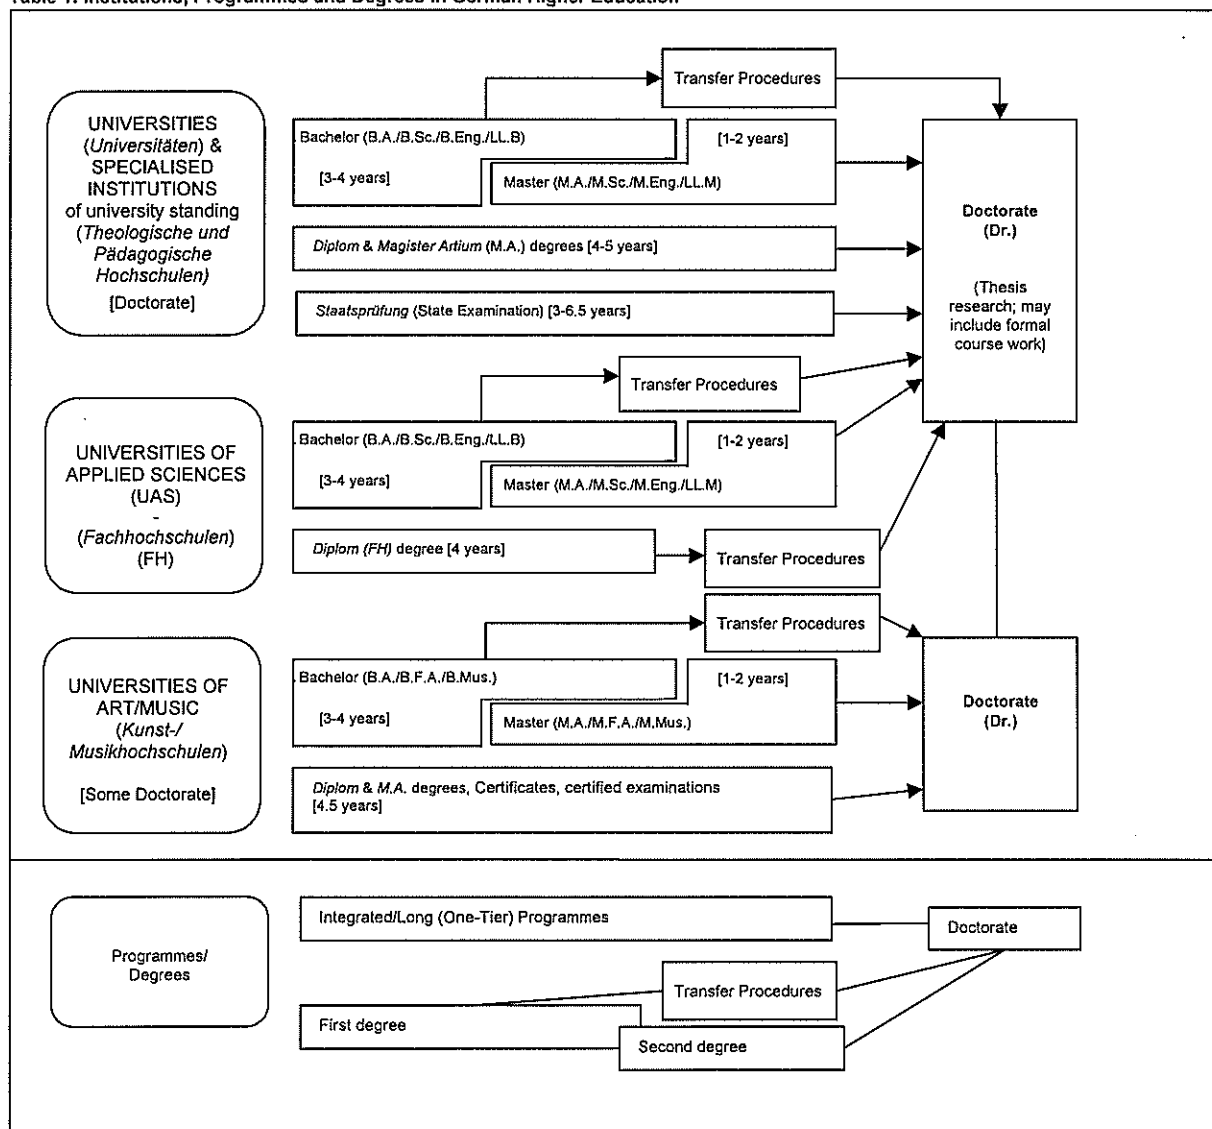 Table 1: Institutions, Programmes and Degrees in German Higher Education
Transfer Procedures
UNIVERSITIES
(Universitäten) &
SPECIALISED
INSTITUTIONS
of university standing
(Theologische und
Pädagogische
Hochschulen)
[Doctorate]
Bachelor (B.A./B.Sc./B.Eng./LL.B)
[1-2 years]
[3-4 years]
Master (M.A./M.Sc./M.Eng./LL.M)
Diplom & Magister Artium (M.A.) degrees [4-5 years]
Staatsprüfung (State Examination) [3-6.5 years]
Doctorate
(Dr.)
(Thesis
research; may
include formal
course work)
Transfer Procedures
UNIVERSITIES OF
APPLIED SCIENCES
(UAS)
-
(Fachhochschulen)
(FH)
Bachelor (B.A./B.Sc./B.Eng./LL.B)
[1-2 years]
[3-4 years]
Master (M.A./M.Sc./M.Eng./LL.M)
Diplom (FH) degree [4 years]
Transfer Procedures
Transfer Procedures
UNIVERSITIES OF
ART/MUSIC
(Kunst-/
Musikhochschulen)
[Some Doctorate]
Bachelor (B.A./B.F.A./B.Mus.)
[1-2 years]
[3-4 years]
Master (M.A./M.F.A./M.Mus.)
Diplom & M.A. degrees, Certificates, certified examinations
[4.5 years]
Doctorate
(Dr.)
Programmes/
Degrees
Integrated/Long (One-Tier) Programmes
Doctorate
Transfer Procedures
First degree
Second degree